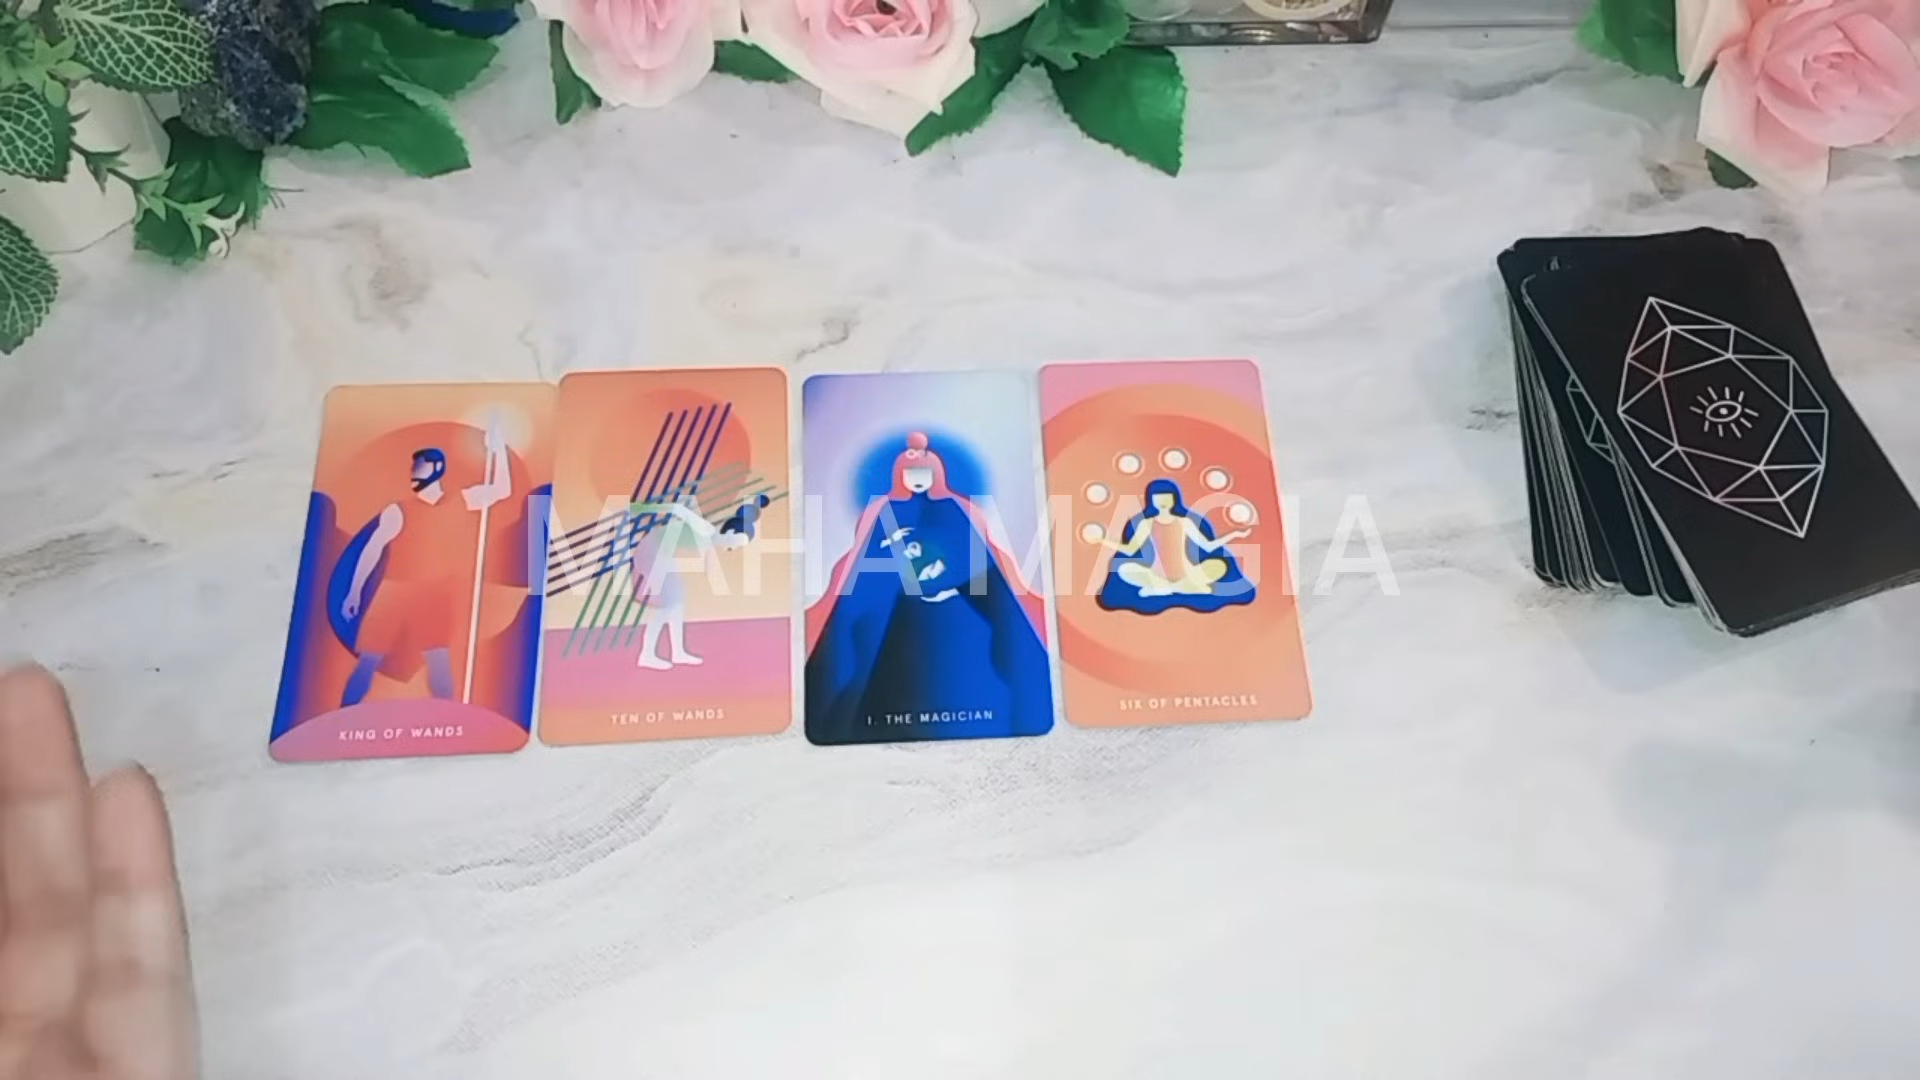 MAHA MAGIA
KING OF WANDS
TEN OF WANDS
I. THE MAGICIAN
SIX OF PENTACLES